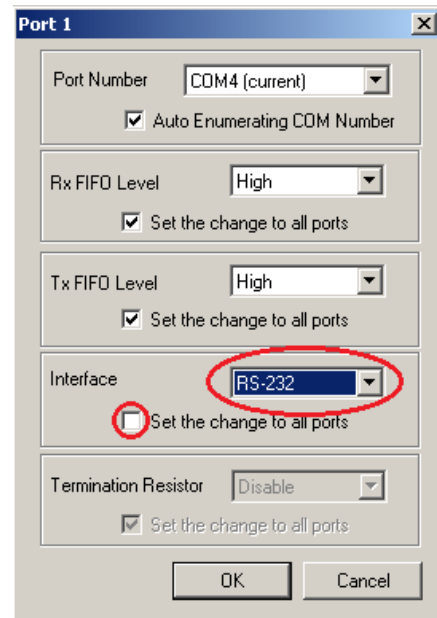 Port 1
Port Number COM4 (current)
Auto Enumerating COM Number
Rx FIFO Level High
Set the change to all ports
Tx FIFO Level High
Set the change to all ports
Interface RS-232
Set the change to all ports
Termination Resistor Disable
Set the change to all ports
OK Cancel